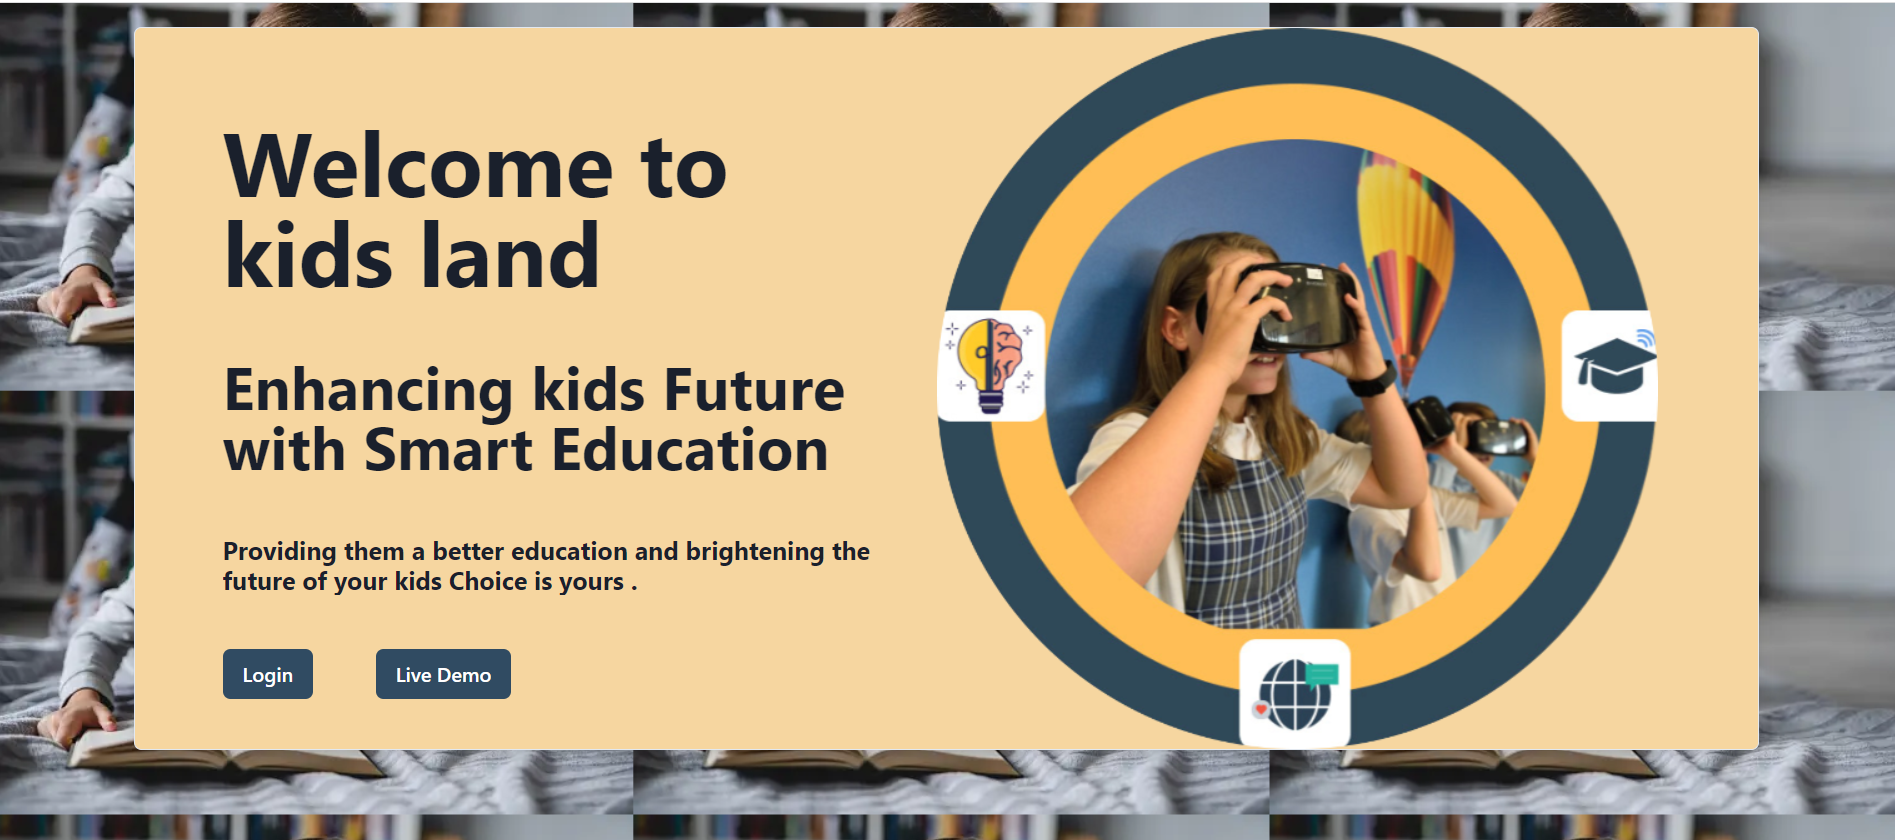 Welcome to
kids land
Enhancing kids Future
with Smart Education
Providing them a better education and brightening the
future of your kids Choice is yours .
Login
Live Demo